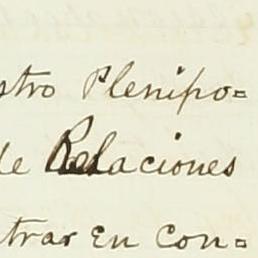 stro Plenipo=
de Relaciones
trar en con=